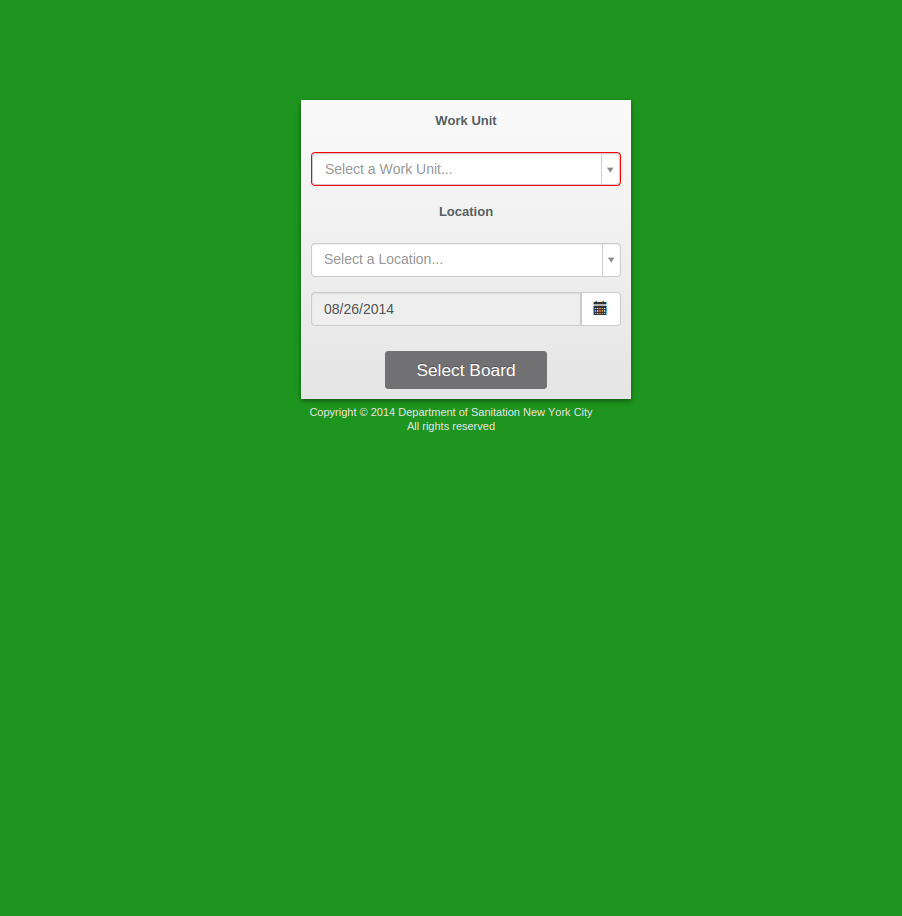 Work Unit
Select a Work Unit...
Location
Select a Location...
08/26/2014
Select Board
Copyright © 2014 Department of Sanitation New York City
All rights reserved